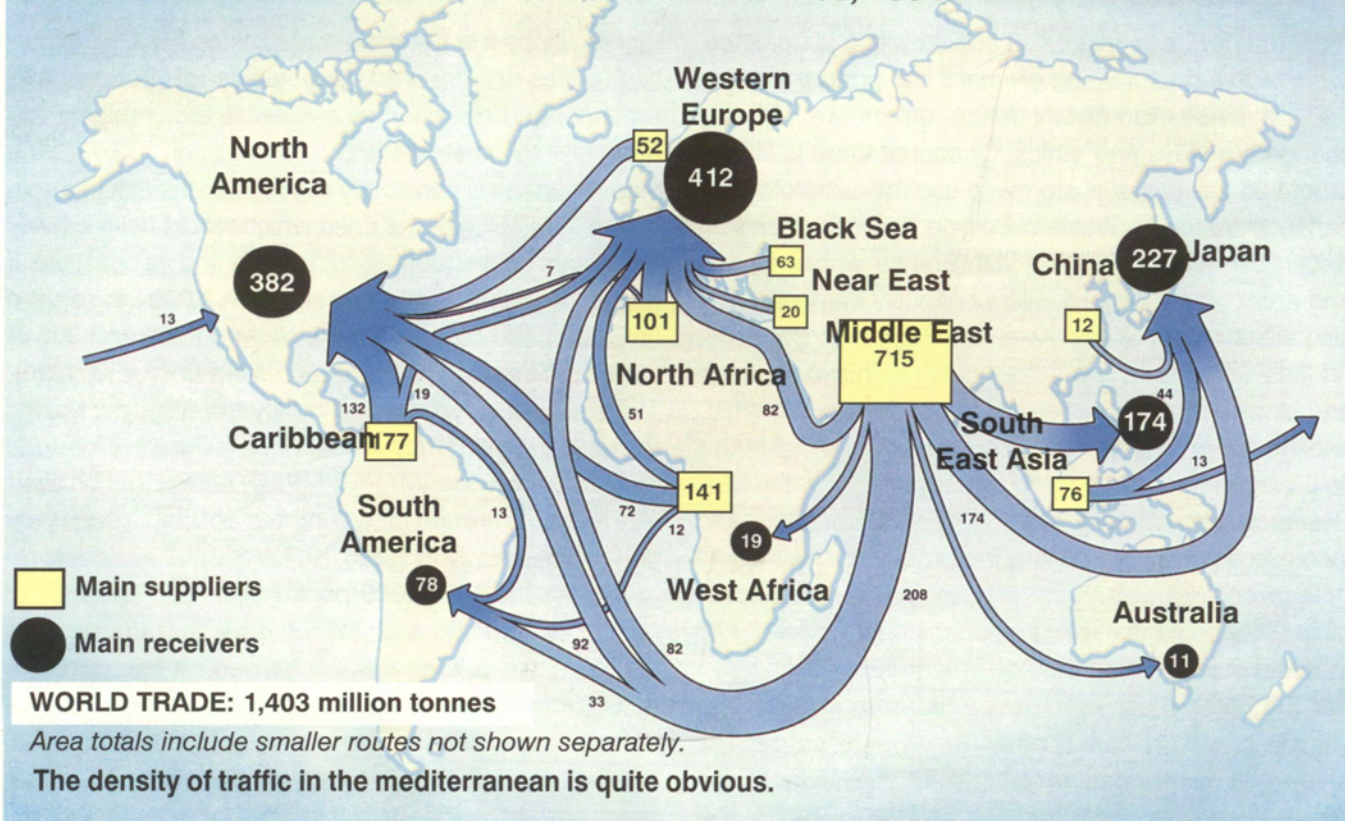 Western
Europe
52
412
North
America
382
13
7
Black Sea
63
Near East
20
101
North Africa
Middle East
715
China
12
227
Japan
44
174
South
East Asia
76
13
174
82
51
132
19
Caribbean
177
141
72
12
13
South
America
78
19
West Africa
208
92
82
33
31
Australia
11
Main suppliers
Main receivers
WORLD TRADE: 1,403 million tonnes
Area totals include smaller routes not shown separately.
The density of traffic in the mediterranean is quite obvious.